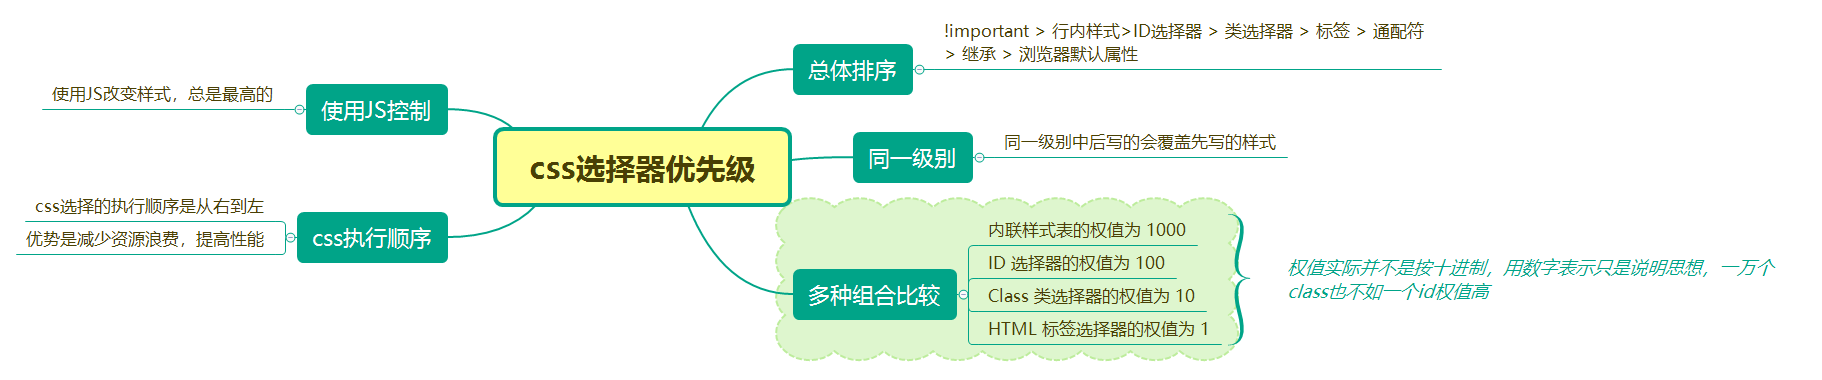 css选择器优先级
总体排序
!important > 行内样式>ID选择器 > 类选择器 > 标签 > 通配符
> 继承 > 浏览器默认属性
同一级别
同一级别中后写的会覆盖先写的样式
多种组合比较
内联样式表的权值为 1000
ID 选择器的权值为 100
Class 类选择器的权值为 10
HTML 标签选择器的权值为 1
权值实际并不是按十进制，用数字表示只是说明思想，一万个
class也不如一个id权值高
使用JS控制
使用JS改变样式，总是最高的
css执行顺序
css选择的执行顺序是从右到左
优势是减少资源浪费，提高性能